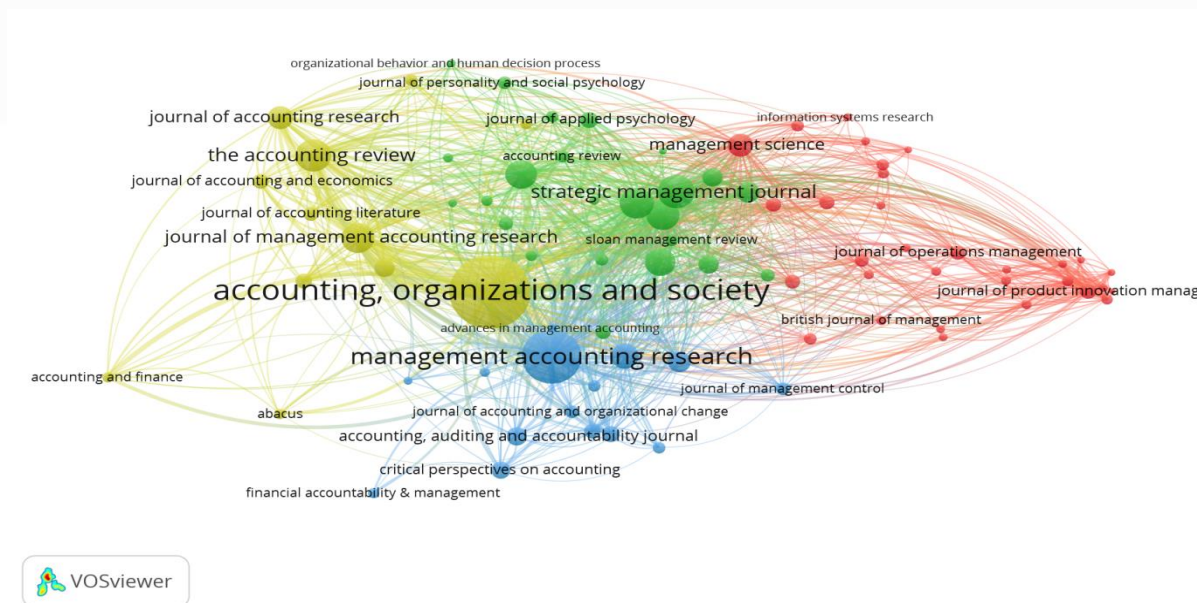 organizational behavior and human decision process
journal of personality and social psychology
journal of accounting research
journal of applied psychology
information systems research
management science
the accounting review
accounting review
journal of accounting and economics
strategic management journal
journal of accounting literature
journal of management accounting research
sloan management review
journal of operations management
accounting, organizations and society
journal of product innovation manag
british journal of management
advances in management accounting
management accounting research
accounting and finance
journal of management control
abacus
journal of accounting and organizational change
accounting, auditing and accountability journal
critical perspectives on accounting
financial accountability & management
VOSviewer